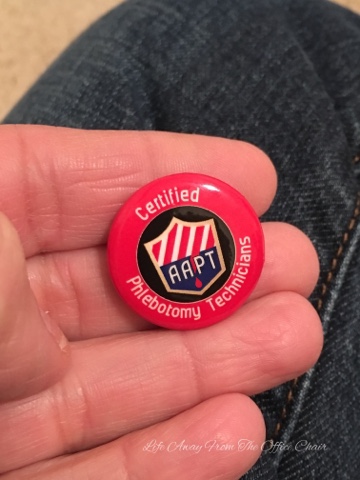 Certified
AAPT
Phlebotomy Technicians
Life Away From The Office Chair